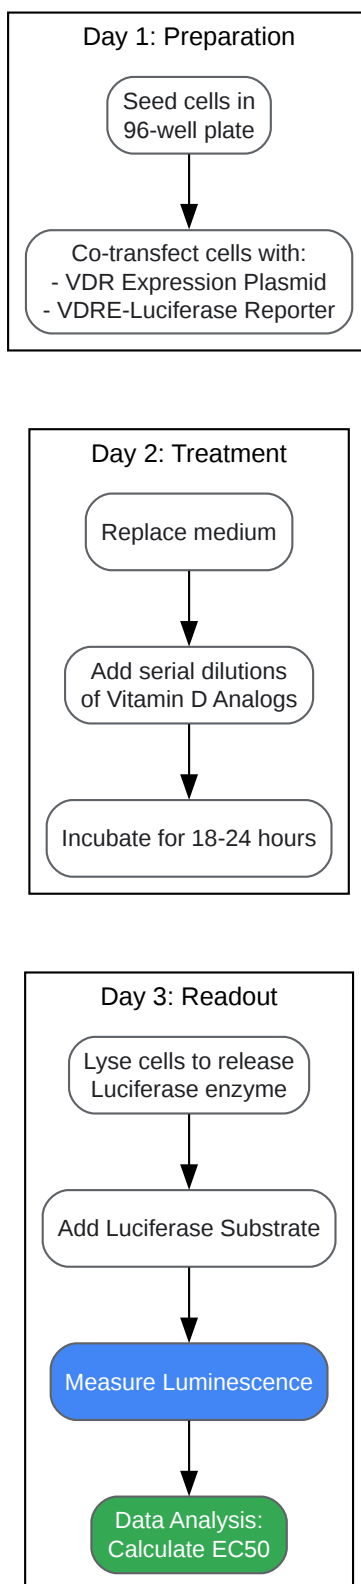 Day 1: Preparation
Seed cells in
96-well plate
Co-transfect cells with:
- VDR Expression Plasmid
- VDRE-Luciferase Reporter
Day 2: Treatment
Replace medium
Add serial dilutions
of Vitamin D Analogs
Incubate for 18-24 hours
Day 3: Readout
Lyse cells to release
Luciferase enzyme
Add Luciferase Substrate
Measure Luminescence
Data Analysis:
Calculate EC50